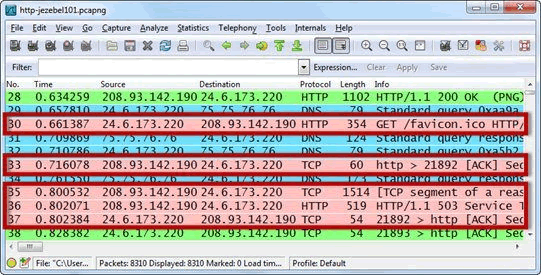 http-jezebel101.pcapng
File Edit View Go Capture Analyze Statistics Telephony Tools Internals Help
Filter: Expression... Clear Apply Save
No. Time Source Destination Protocol Length Info
28 0.634259 208.93.142.190 24.6.173.220 HTTP 1102 HTTP/1.1 200 OK (PNG)
29 0.657810 24.6.173.220 75.75.76.76 DNS 79 Standard query 0xaa9a
30 0.661387 24.6.173.220 208.93.142.190 HTTP 354 GET /favicon.ico HTTP/
31 0.709869 75.75.76.76 24.6.173.220 DNS 124 Standard query respons
32 0.710786 24.6.173.220 75.75.76.76 DNS 79 Standard query 0xa5b2
33 0.716078 208.93.142.190 24.6.173.220 TCP 60 http > 21892 [ACK] Sec
34 0.761550 75.75.76.76 24.6.173.220 DNS Standard query respons
35 0.800532 208.93.142.190 24.6.173.220 TCP 1514 [TCP segment of a reas
36 0.802071 208.93.142.190 24.6.173.220 HTTP 519 HTTP/1.1 503 Service T
37 0.802384 24.6.173.220 208.93.142.190 TCP 54 21892 > http [ACK] Sec
38 0.828382 24.6.173.220 208.93.142.190 TCP 54 21893 > http [ACK] Sec
File: "C:\User... Packets: 8310 Displayed: 8310 Marked: 0 Load tim... Profile: Default